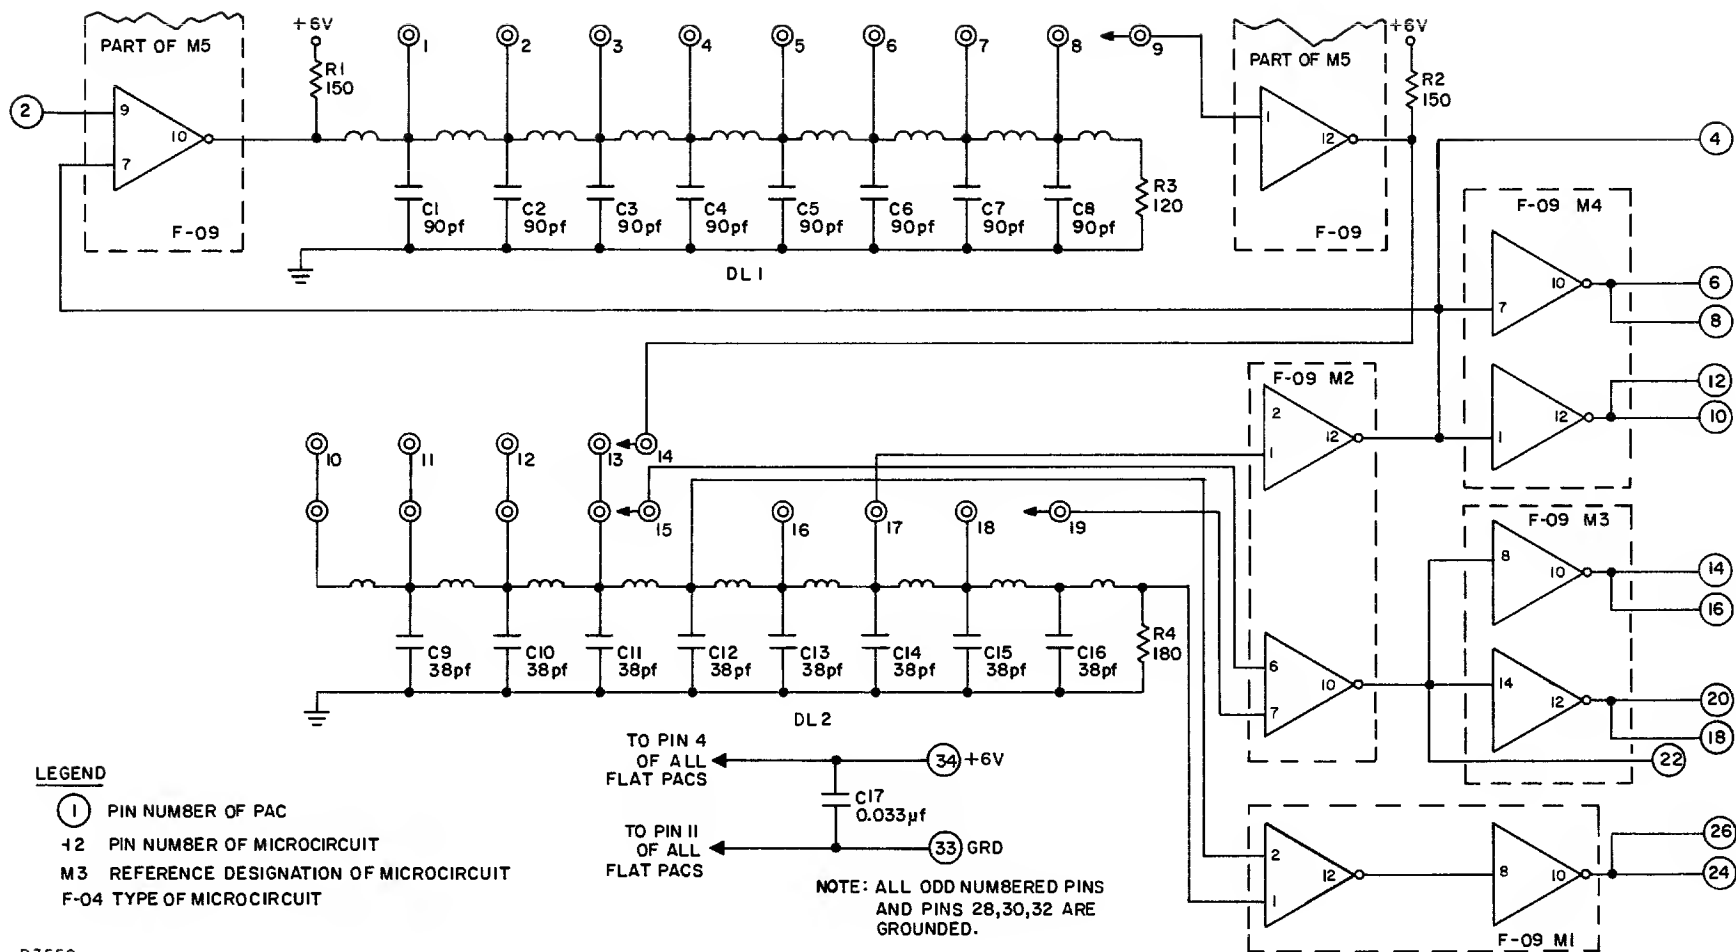 PART OF M5
+6V
R1
150
1
2
3
4
5
6
7
8
9
PART OF M5
+6V
R2
150
2
9
7
10
F-09
C1
90pf
C2
90pf
C3
90pf
C4
90pf
C5
90pf
C6
90pf
C7
90pf
C8
90pf
R3
120
DL1
1
12
F-09
4
F-09 M4
7
10
6
8
1
12
12
10
F-09 M2
2
1
12
10
11
12
13
14
15
16
17
18
19
6
7
10
C9
38pf
C10
38pf
C11
38pf
C12
38pf
C13
38pf
C14
38pf
C15
38pf
C16
38pf
R4
180
DL2
F-09 M3
8
10
14
16
14
12
20
18
22
TO PIN 4
OF ALL
FLAT PACS
34
+6V
C17
0.033μf
TO PIN 11
OF ALL
FLAT PACS
33
GRD
2
1
12
8
10
F-09 M1
26
24
LEGEND
1 PIN NUMBER OF PAC
12 PIN NUMBER OF MICROCIRCUIT
M3 REFERENCE DESIGNATION OF MICROCIRCUIT
F-04 TYPE OF MICROCIRCUIT
NOTE: ALL ODD NUMBERED PINS
AND PINS 28,30,32 ARE
GROUNDED.